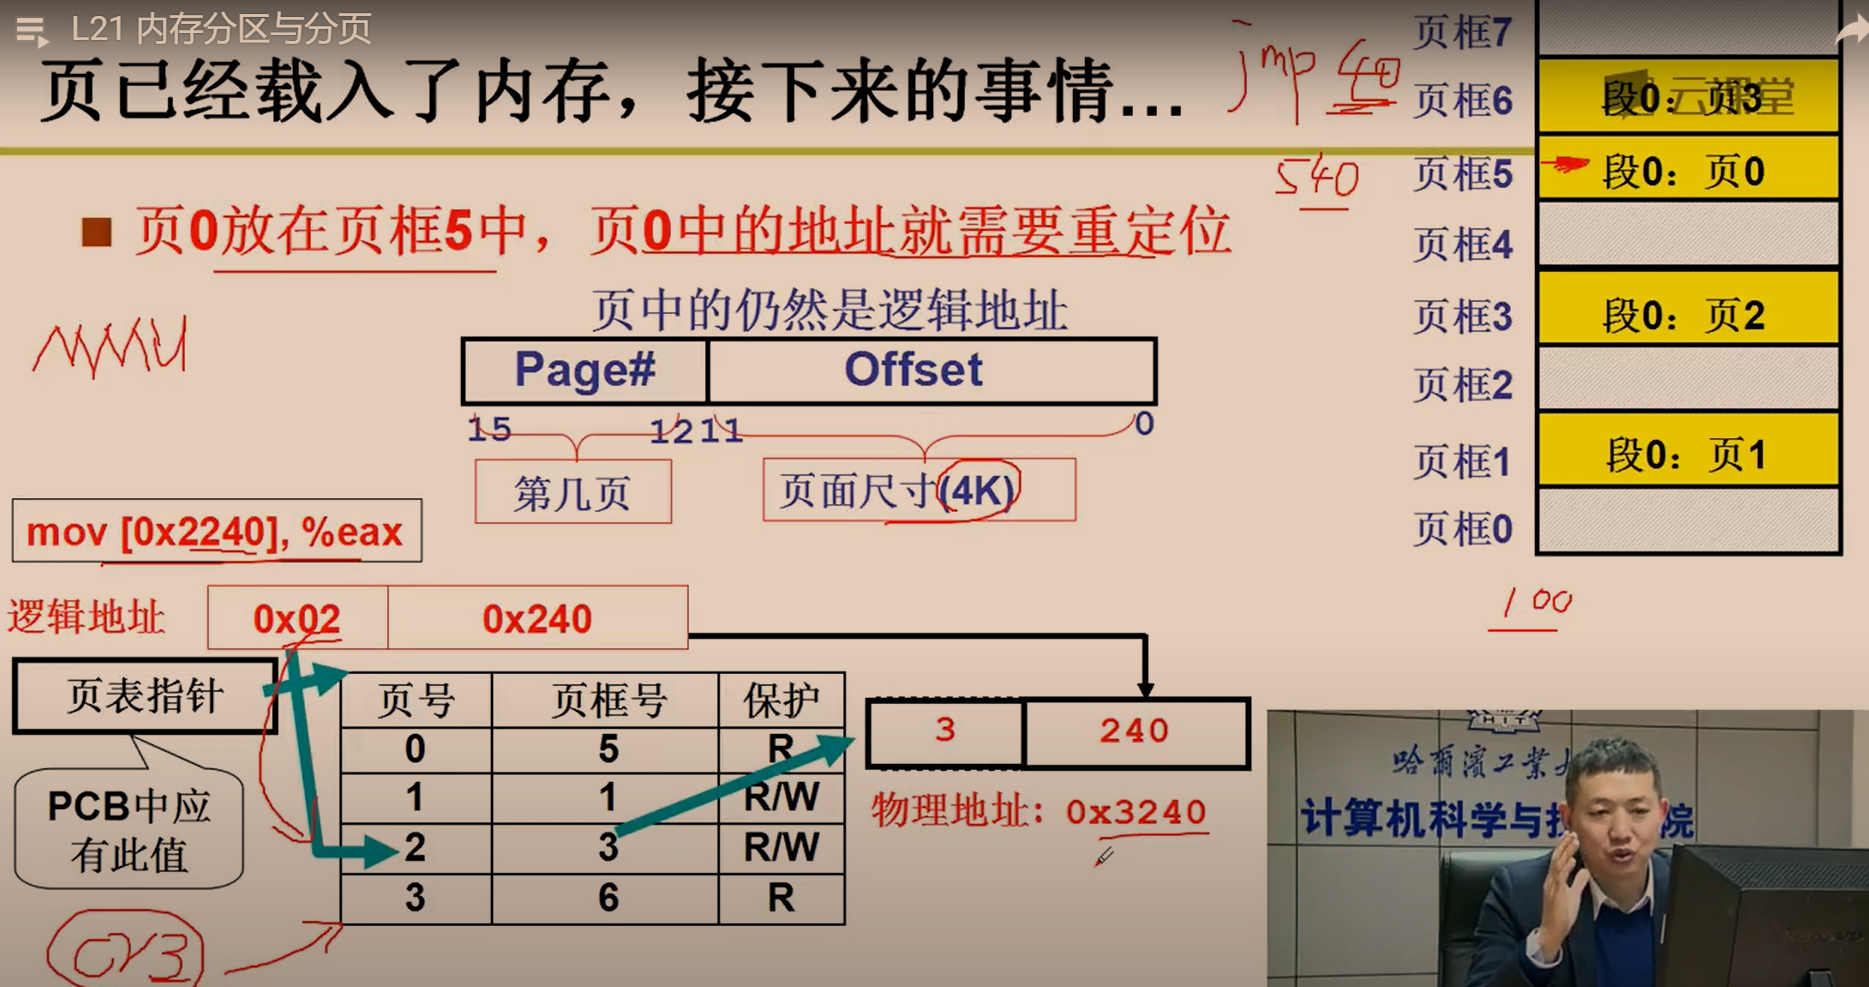 L21 内存分区与分页
页已经载入了内存，接下来的事情...
jmp 40
540
页0放在页框5中，页0中的地址就需要重定位
页中的仍然是逻辑地址
MMU
Page# Offset
15 12 11 0
第几页 页面尺寸(4K)
mov [0x2240], %eax
逻辑地址 0x02 0x240
页表指针
PCB中应
有此值
cr3
页号 页框号 保护
0 5 R
1 1 R/W
2 3 R/W
3 6 R
3 240
物理地址：0x3240
页框7
页框6 段0：页3
云课堂
页框5 段0：页0
页框4
页框3 段0：页2
页框2
页框1 段0：页1
页框0
100
HIT
哈尔滨工业大
计算机科学与技 院